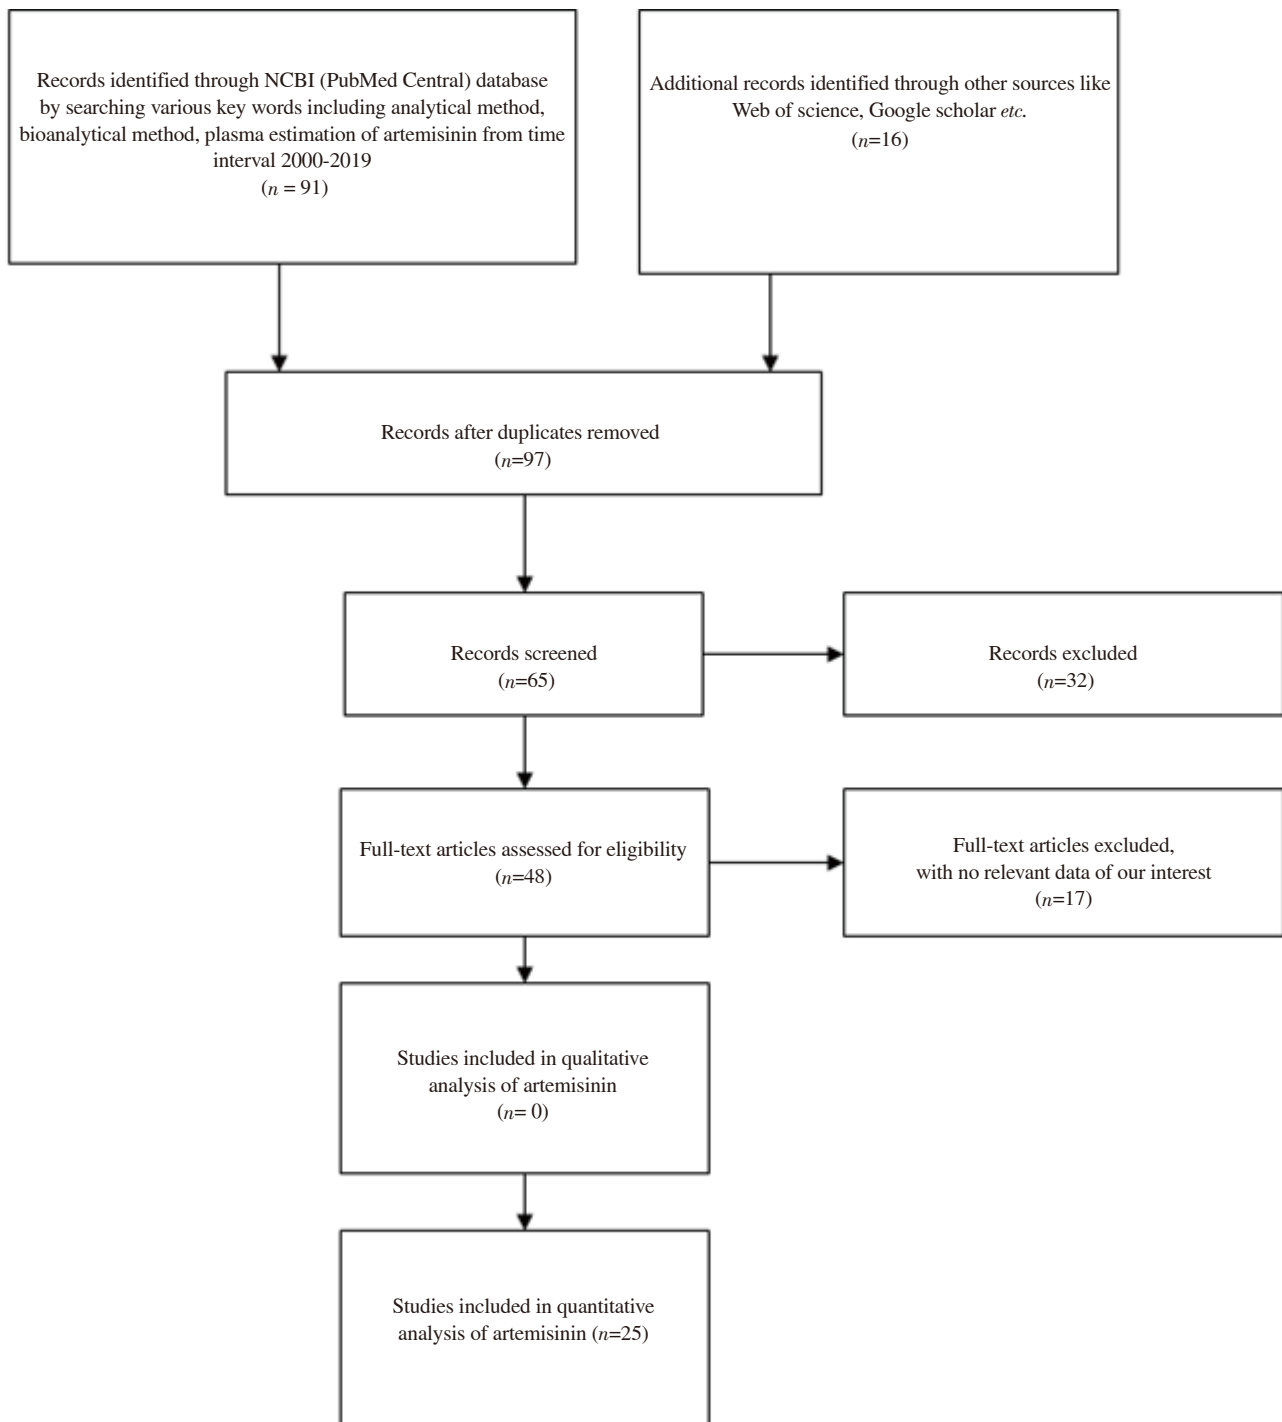 Records identified through NCBI (PubMed Central) database
by searching various key words including analytical method,
bioanalytical method, plasma estimation of artemisinin from time
interval 2000-2019
(n = 91)
Additional records identified through other sources like
Web of science, Google scholar etc.
(n=16)
Records after duplicates removed
(n=97)
Records screened
(n=65)
Records excluded
(n=32)
Full-text articles assessed for eligibility
(n=48)
Full-text articles excluded,
with no relevant data of our interest
(n=17)
Studies included in qualitative
analysis of artemisinin
(n= 0)
Studies included in quantitative
analysis of artemisinin (n=25)